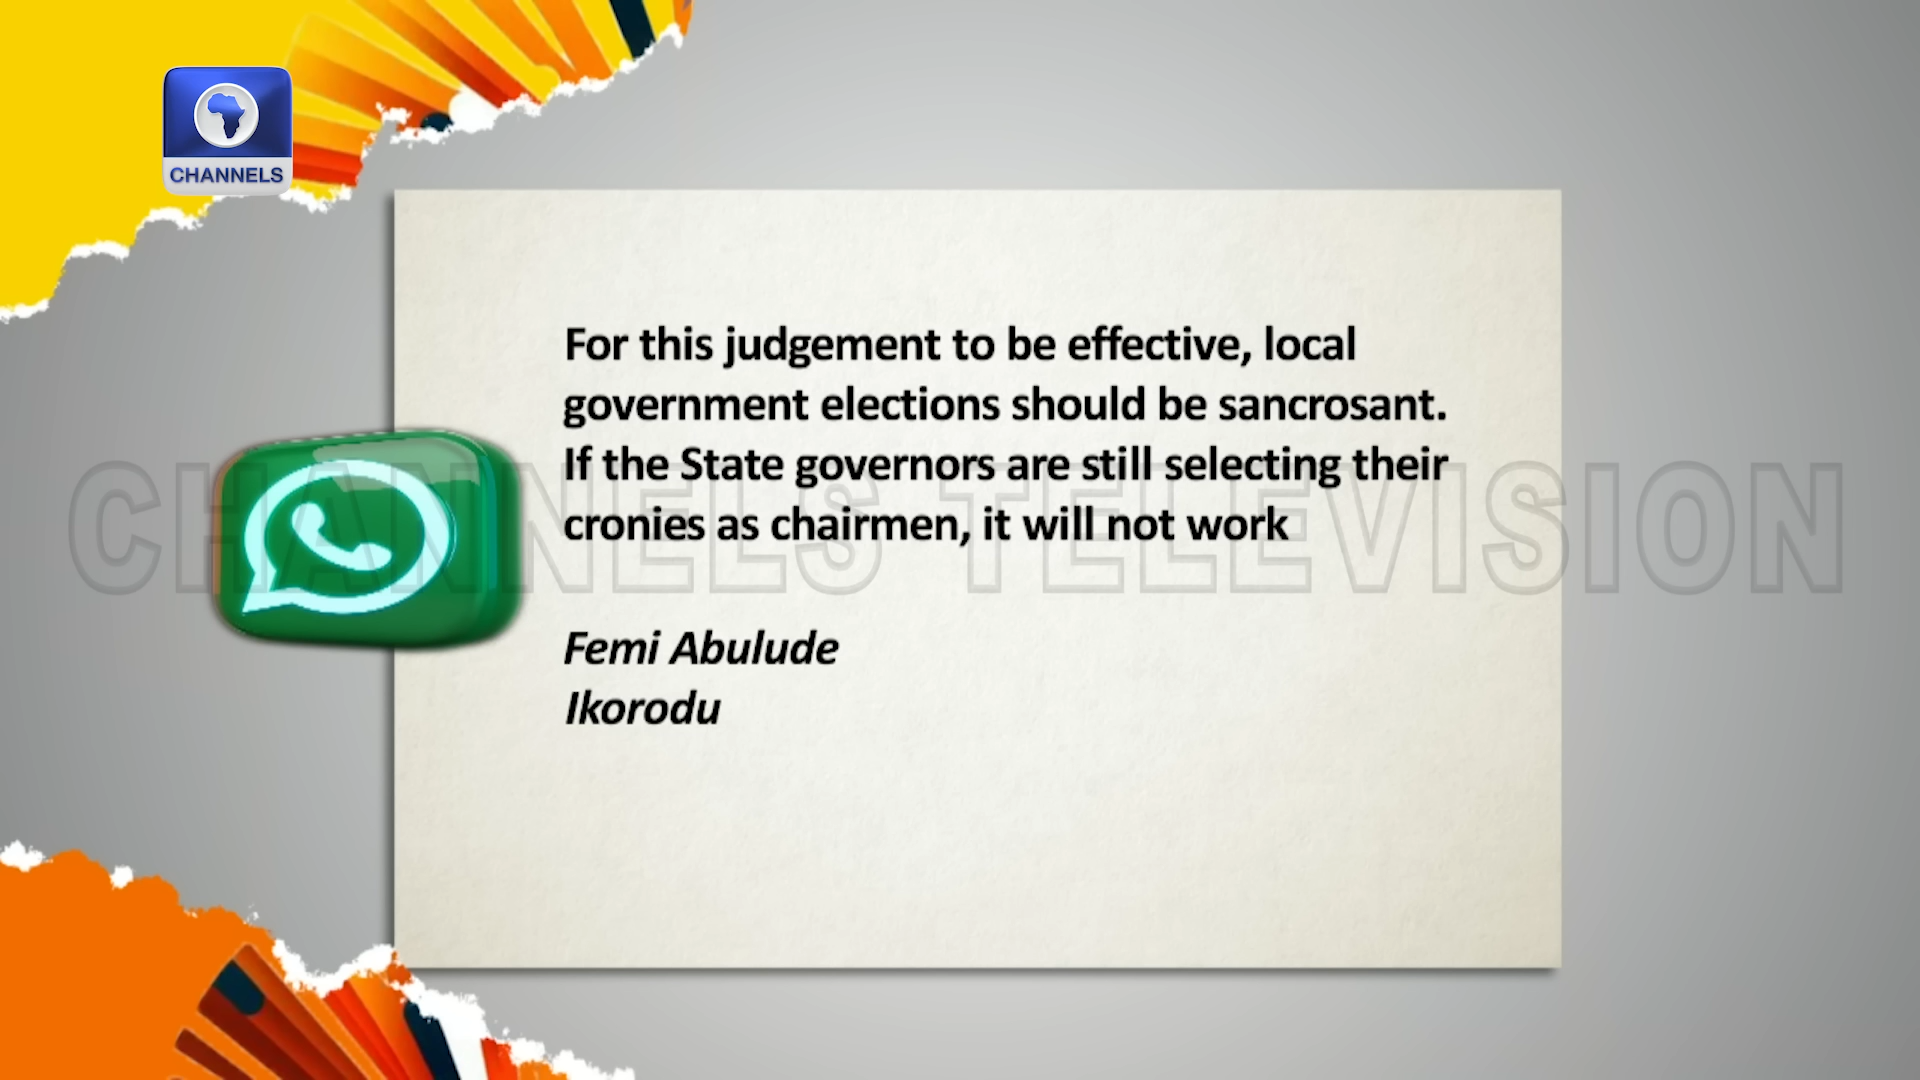 CHANNELS
For this judgement to be effective, local
government elections should be sancrosant.
If the State governors are still selecting their
cronies as chairmen, it will not work
CHANNELS TELEVISION
Femi Abulude
Ikorodu